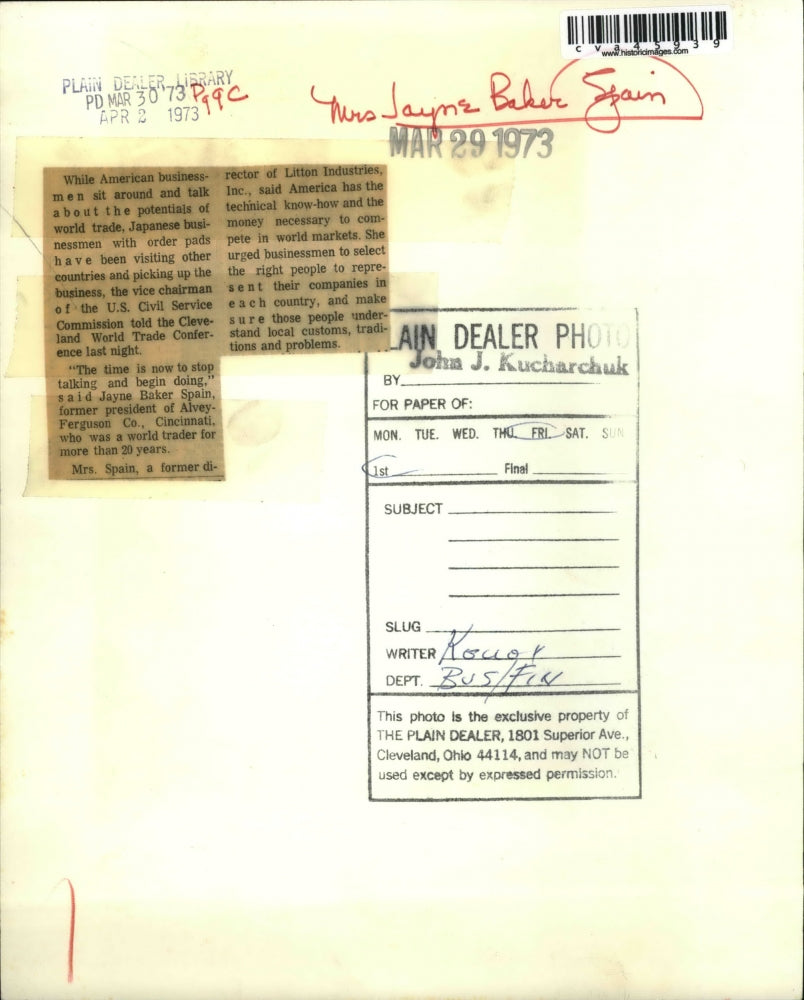 cva45939
www.historicimages.com
PLAIN DEALER LIBRARY
PD MAR 30 '73 Pg 9C
APR 2 1973
Mrs Jayne Baker Spain
MAR 29 1973
While American business-
men sit around and talk
about the potentials of
world trade, Japanese busi-
nessmen with order pads
have been visiting other
countries and picking up the
business, the vice chairman
of the U.S. Civil Service
Commission told the Cleve-
land World Trade Confer-
ence last night.
"The time is now to stop
talking and begin doing,"
said Jayne Baker Spain,
former president of Alvey-
Ferguson Co., Cincinnati,
who was a world trader for
more than 20 years.
Mrs. Spain, a former di-
rector of Litton Industries,
Inc., said America has the
technical know-how and the
money necessary to com-
pete in world markets. She
urged businessmen to select
the right people to repre-
sent their companies in
each country, and make
sure those people under-
stand local customs, tradi-
tions and problems.
LAIN DEALER PHOTO
John J. Kucharchuk
BY
FOR PAPER OF:
MON. TUE. WED. THU. FRI. SAT. SUN
1st Final
SUBJECT
SLUG
WRITER
DEPT. BUS/FIN
This photo is the exclusive property of
THE PLAIN DEALER, 1801 Superior Ave.,
Cleveland, Ohio 44114, and may NOT be
used except by expressed permission.